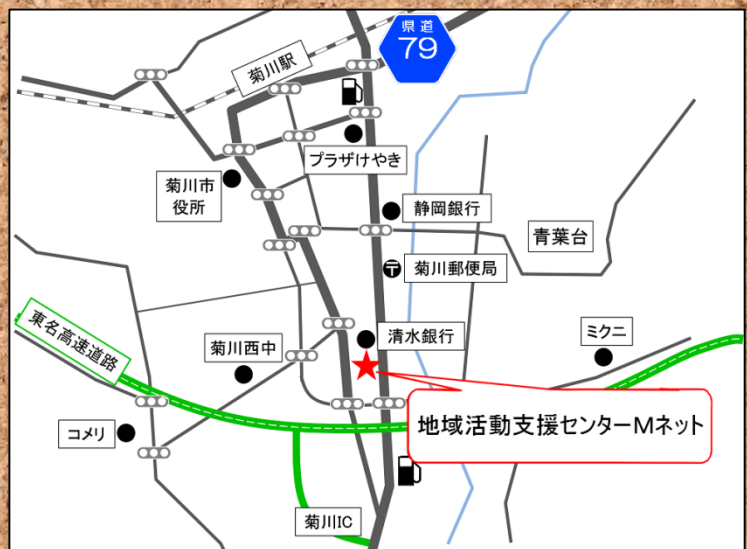 県道
79
菊川駅
プラザけやき
菊川市
役所
静岡銀行
青葉台
菊川郵便局
東名高速道路
菊川西中
清水銀行
ミクニ
地域活動支援センターMネット
コメリ
菊川IC